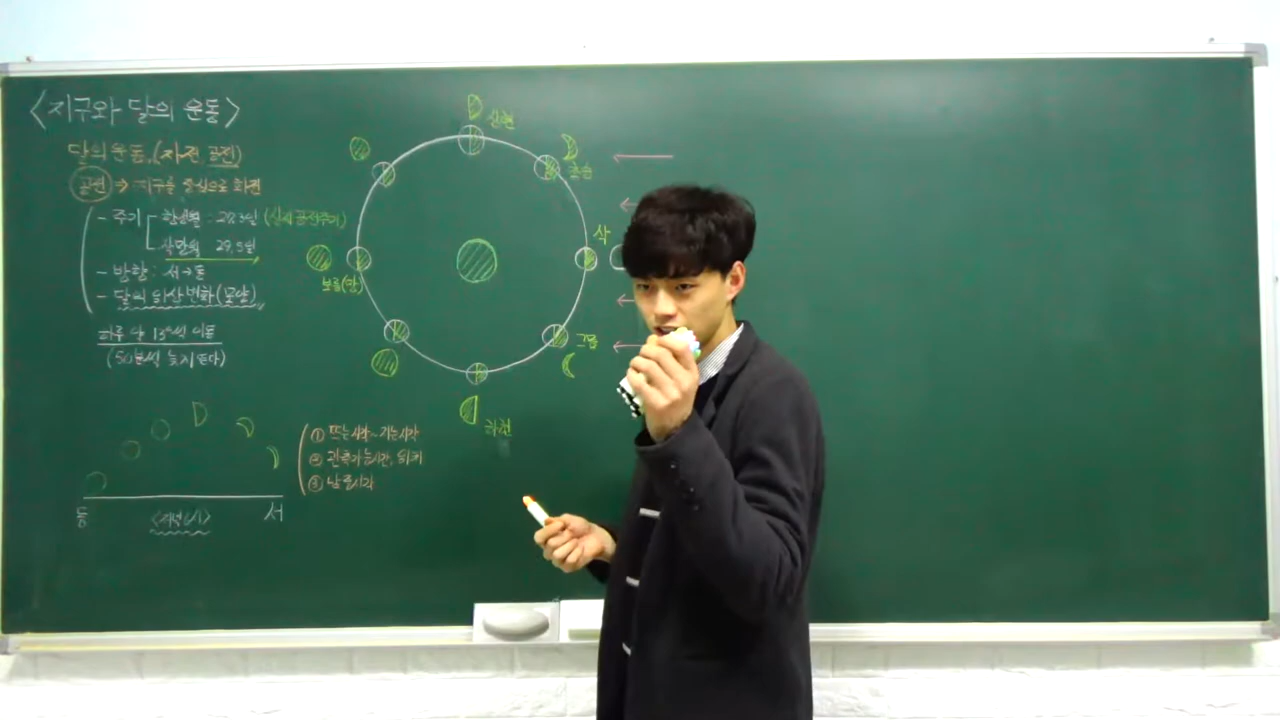 <지구와 달의 운동>
달의 운동 (자전, 공전)
공전 → 지구를 중심으로 회전
- 주기 항성월 : 27.3일 (실제 공전주기)
삭망월 29.5일
- 방향 : 서→동
- 달의 위상변화(모양)
하루 약 13°씩 이동
(50분씩 늦게 뜬다)
상현
초승
삭
보름(망)
그믐
하현
① 뜨는시각~지는시각
② 관측가능시간, 위치
③ 남중시각
동 <저녁 6시> 서